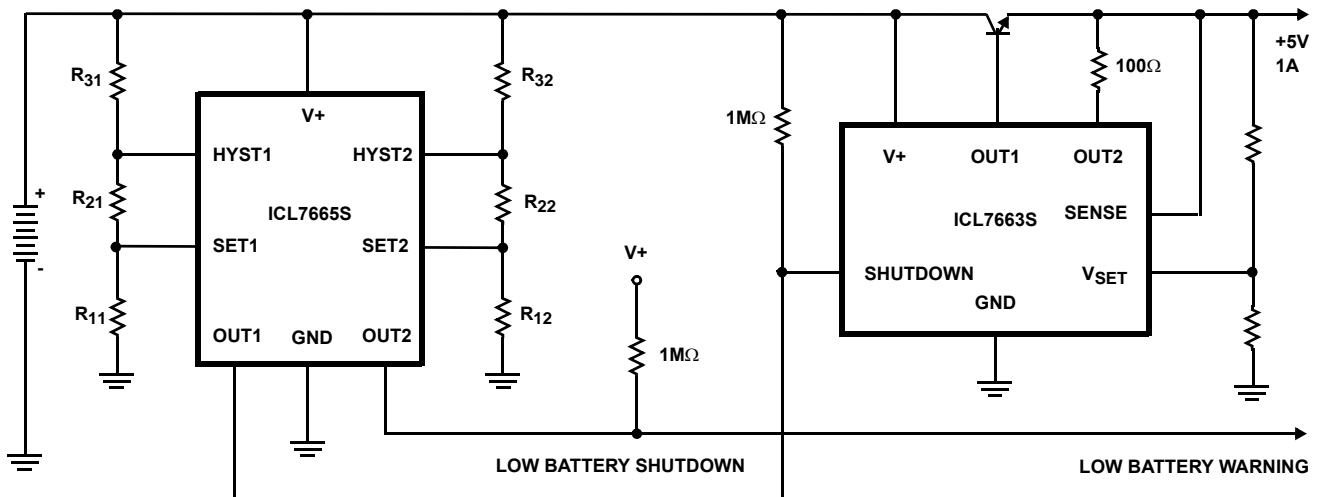 +5V
1A
R31
R32
100Ω
V+
1MΩ
HYST1
HYST2
V+
OUT1
OUT2
R21
ICL7665S
R22
ICL7663S
SENSE
SET1
SET2
V+
SHUTDOWN
VSET
GND
R11
R12
OUT1
GND
OUT2
1MΩ
+
-
LOW BATTERY SHUTDOWN
LOW BATTERY WARNING